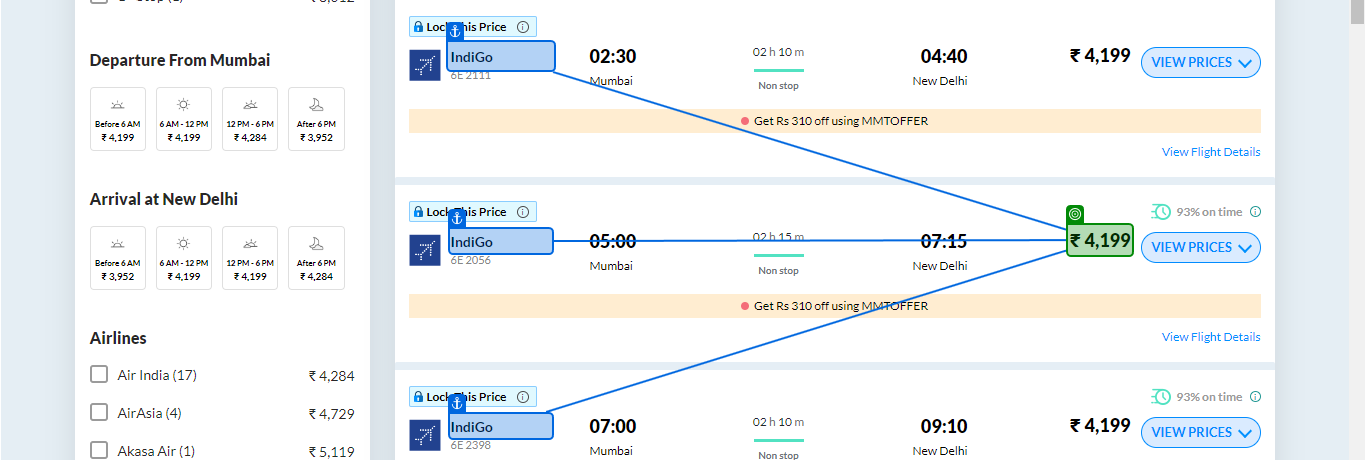 Departure From Mumbai
Before 6 AM
₹ 4,199
6 AM - 12 PM
₹ 4,199
12 PM - 6 PM
₹ 4,284
After 6 PM
₹ 3,952
Arrival at New Delhi
Before 6 AM
₹ 3,952
6 AM - 12 PM
₹ 4,199
12 PM - 6 PM
₹ 4,199
After 6 PM
₹ 4,284
Airlines
Air India (17) ₹ 4,284
AirAsia (4) ₹ 4,729
Akasa Air (1) ₹ 5,119
Lock This Price
IndiGo
6E 2111
02:30
Mumbai
02 h 10 m
Non stop
04:40
New Delhi
₹ 4,199
VIEW PRICES
Get Rs 310 off using MMTOFFER
View Flight Details
Lock This Price
93% on time
IndiGo
6E 2056
05:00
Mumbai
02 h 15 m
Non stop
07:15
New Delhi
₹ 4,199
VIEW PRICES
Get Rs 310 off using MMTOFFER
View Flight Details
Lock This Price
93% on time
IndiGo
6E 2398
07:00
Mumbai
02 h 10 m
Non stop
09:10
New Delhi
₹ 4,199
VIEW PRICES